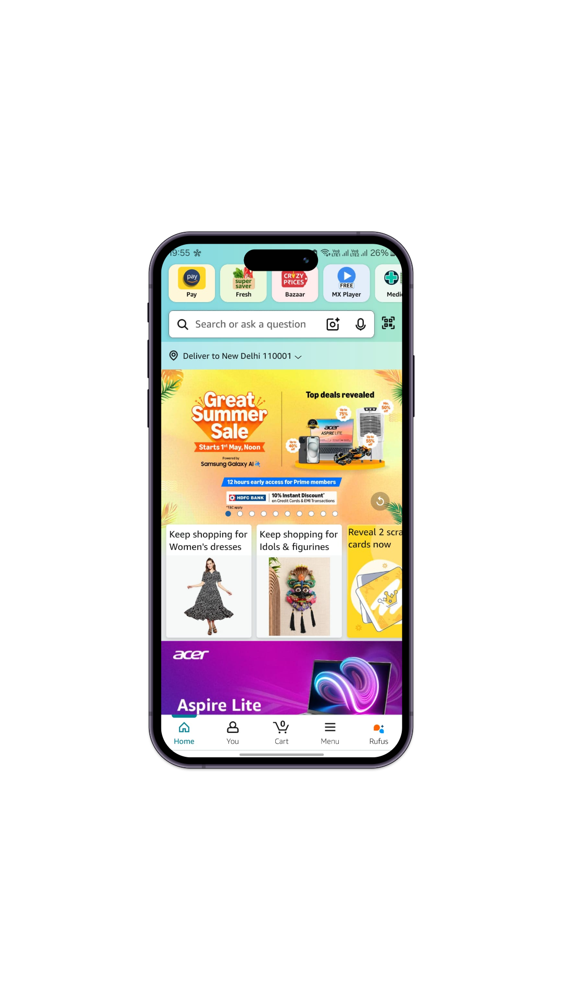 19:55 Vo) LTE1 Vo) LTE2 26%
pay
super
saver
CRAZY
PRICES
FREE
Pay Fresh Bazaar MX Player Medi
Search or ask a question
Deliver to New Delhi 110001
Great
Summer
Sale
Starts 1st May, Noon
Powered by
Samsung Galaxy AI
Top deals revealed
Min.
50%
off
Up to
75%
off
acer
ASPIRE LITE
Up to
55%
off
Up to
40%
off
12 hours early access for Prime members
HDFC BANK
10% Instant Discount*
on Credit Cards & EMI Transactions
*T&C apply
Keep shopping for
Women's dresses
Keep shopping for
Idols & figurines
Reveal 2 scra
cards now
acer
Aspire Lite
0
Home You Cart Menu Rufus